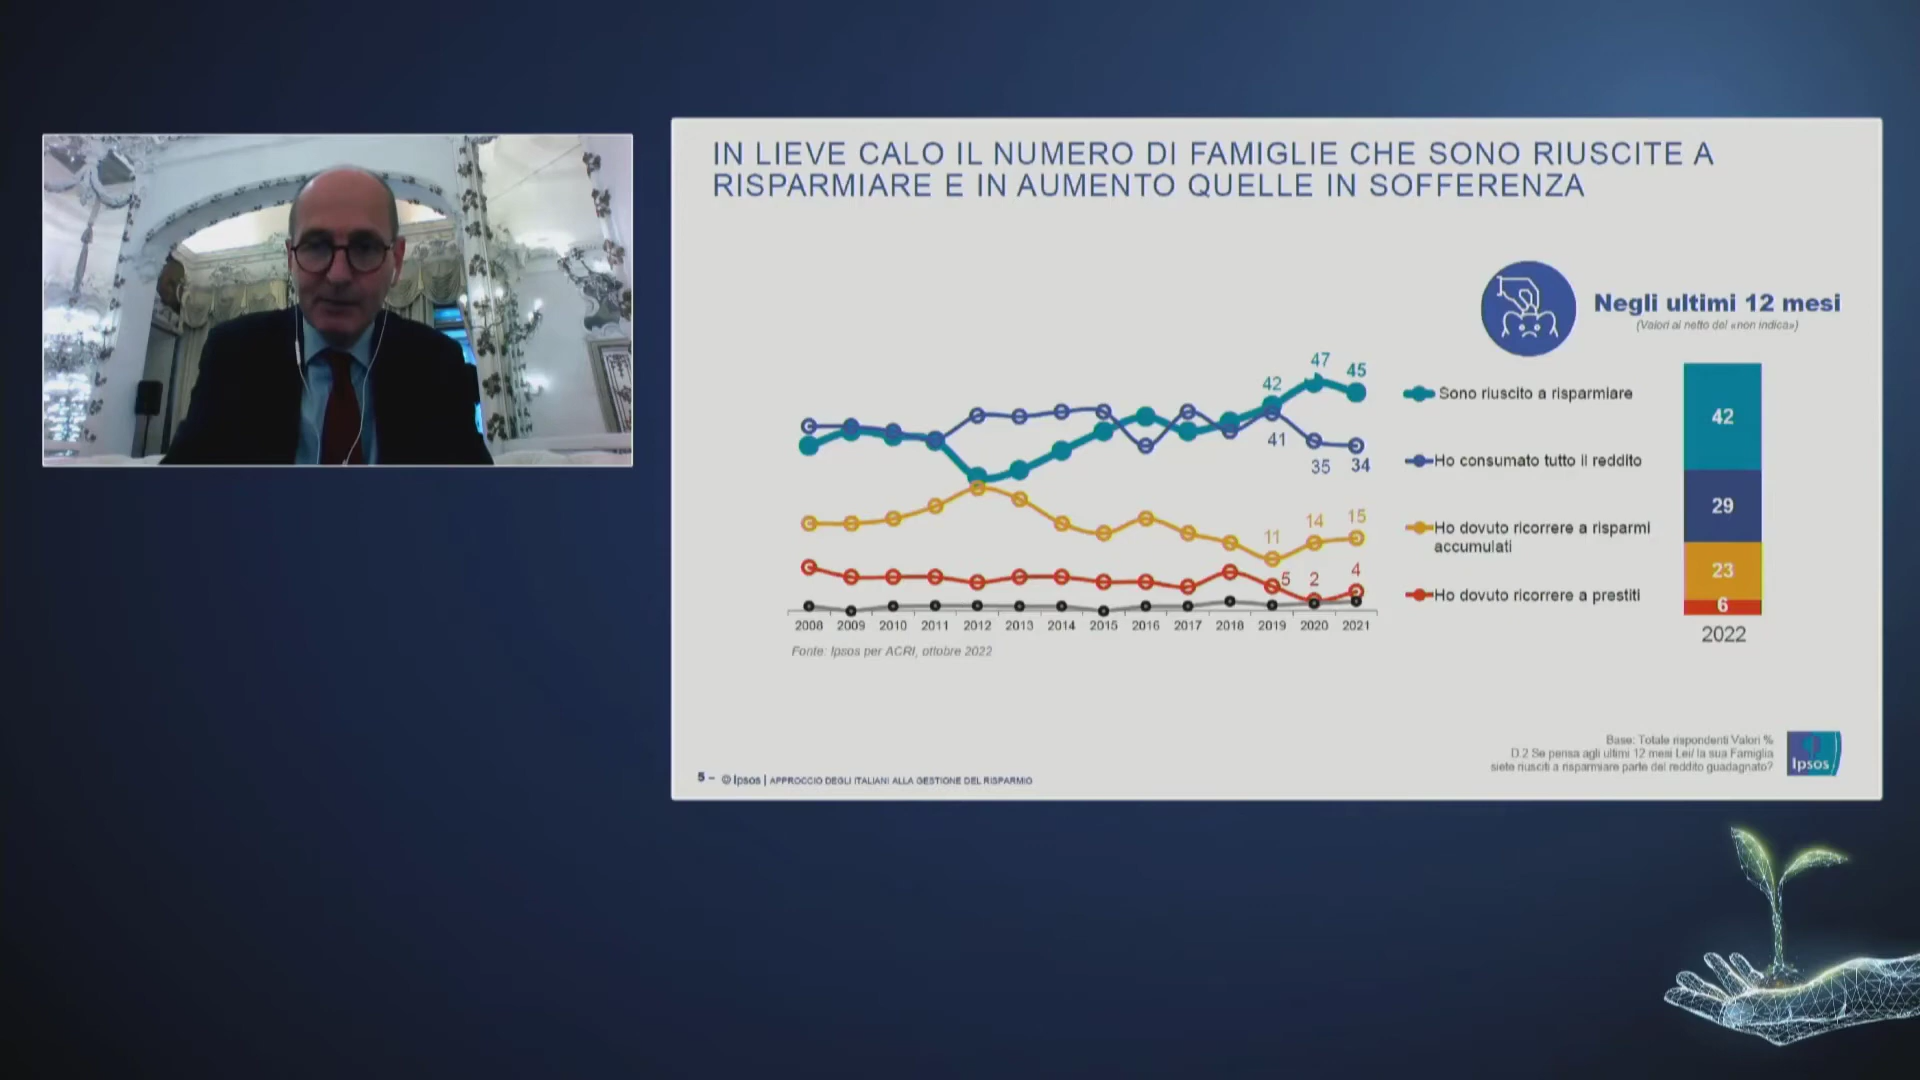 IN LIEVE CALO IL NUMERO DI FAMIGLIE CHE SONO RIUSCITE A
RISPARMIARE E IN AUMENTO QUELLE IN SOFFERENZA
Negli ultimi 12 mesi
(Valori al netto del «non indica»)
47
42
45
41
35
34
11
14
15
5
2
4
2008 2009 2010 2011 2012 2013 2014 2015 2016 2017 2018 2019 2020 2021
Fonte: Ipsos per ACRI, ottobre 2022
Sono riuscito a risparmiare
Ho consumato tutto il reddito
Ho dovuto ricorrere a risparmi
accumulati
Ho dovuto ricorrere a prestiti
42
29
23
6
2022
Base: Totale rispondenti Valori %
D.2 Se pensa agli ultimi 12 mesi Lei/ la sua Famiglia
siete riusciti a risparmiare parte del reddito guadagnato?
Ipsos
5 – © Ipsos | APPROCCIO DEGLI ITALIANI ALLA GESTIONE DEL RISPARMIO